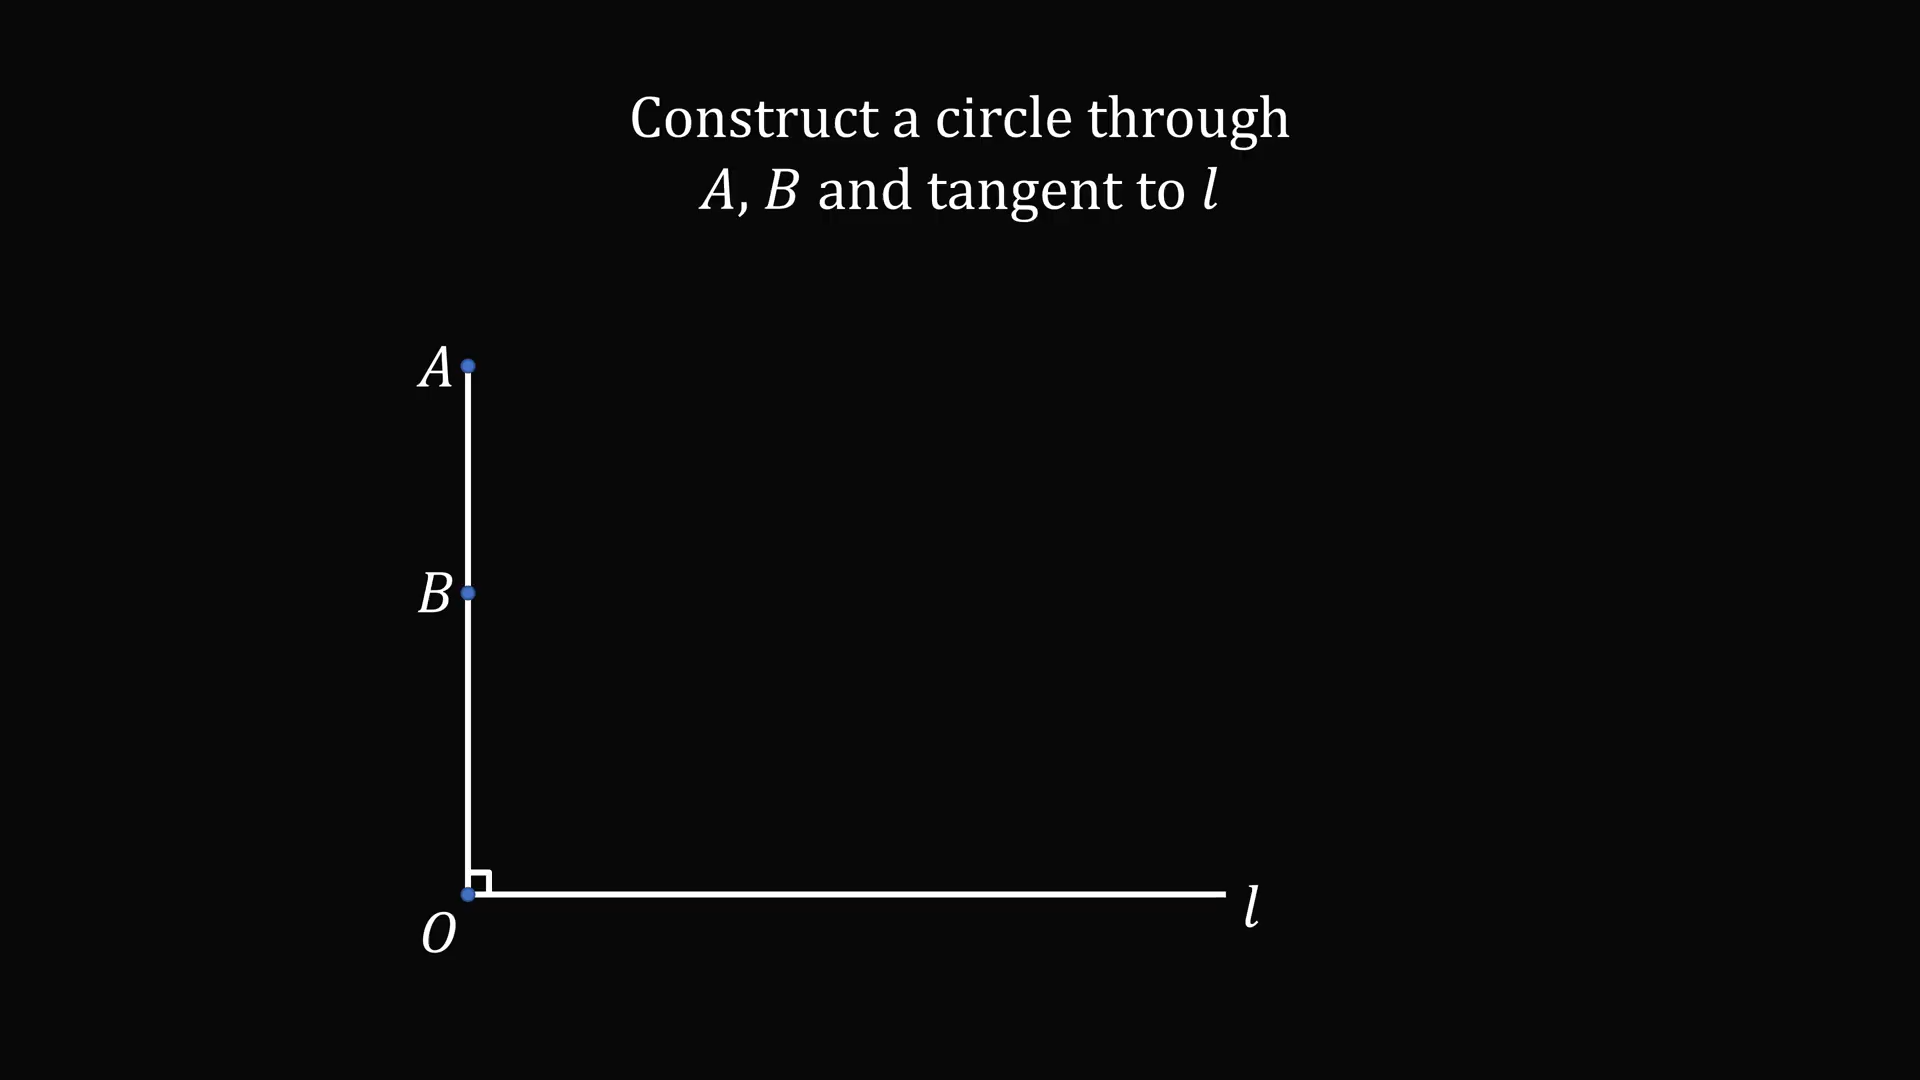 Construct a circle through
A, B and tangent to l
A
B
O
l